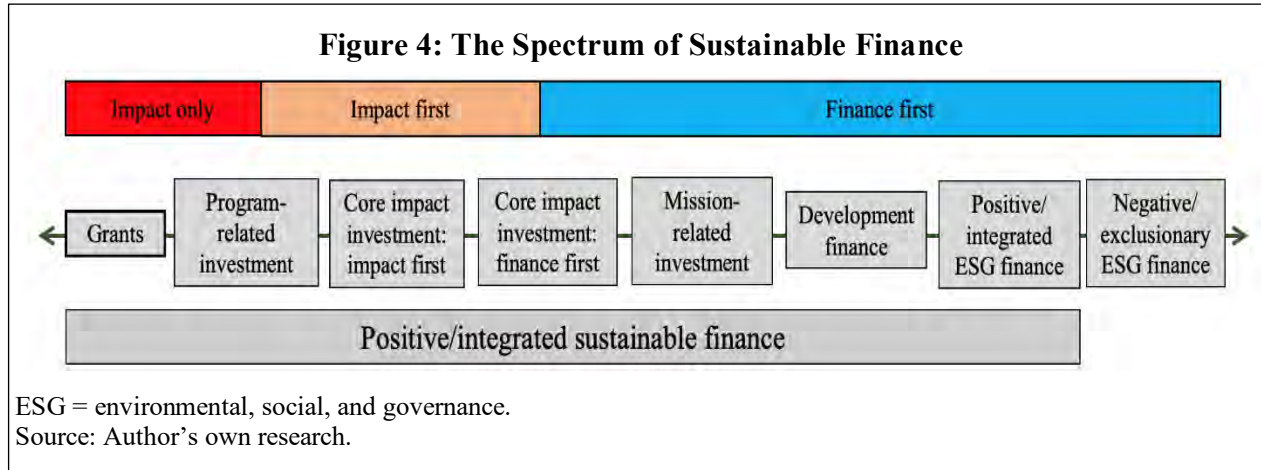 Figure 4: The Spectrum of Sustainable Finance
Impact only
Impact first
Finance first
Grants
Program-
related
investment
Core impact
investment:
impact first
Core impact
investment:
finance first
Mission-
related
investment
Development
finance
Positive/
integrated
ESG finance
Negative/
exclusionary
ESG finance
Positive/integrated sustainable finance
ESG = environmental, social, and governance.
Source: Author’s own research.